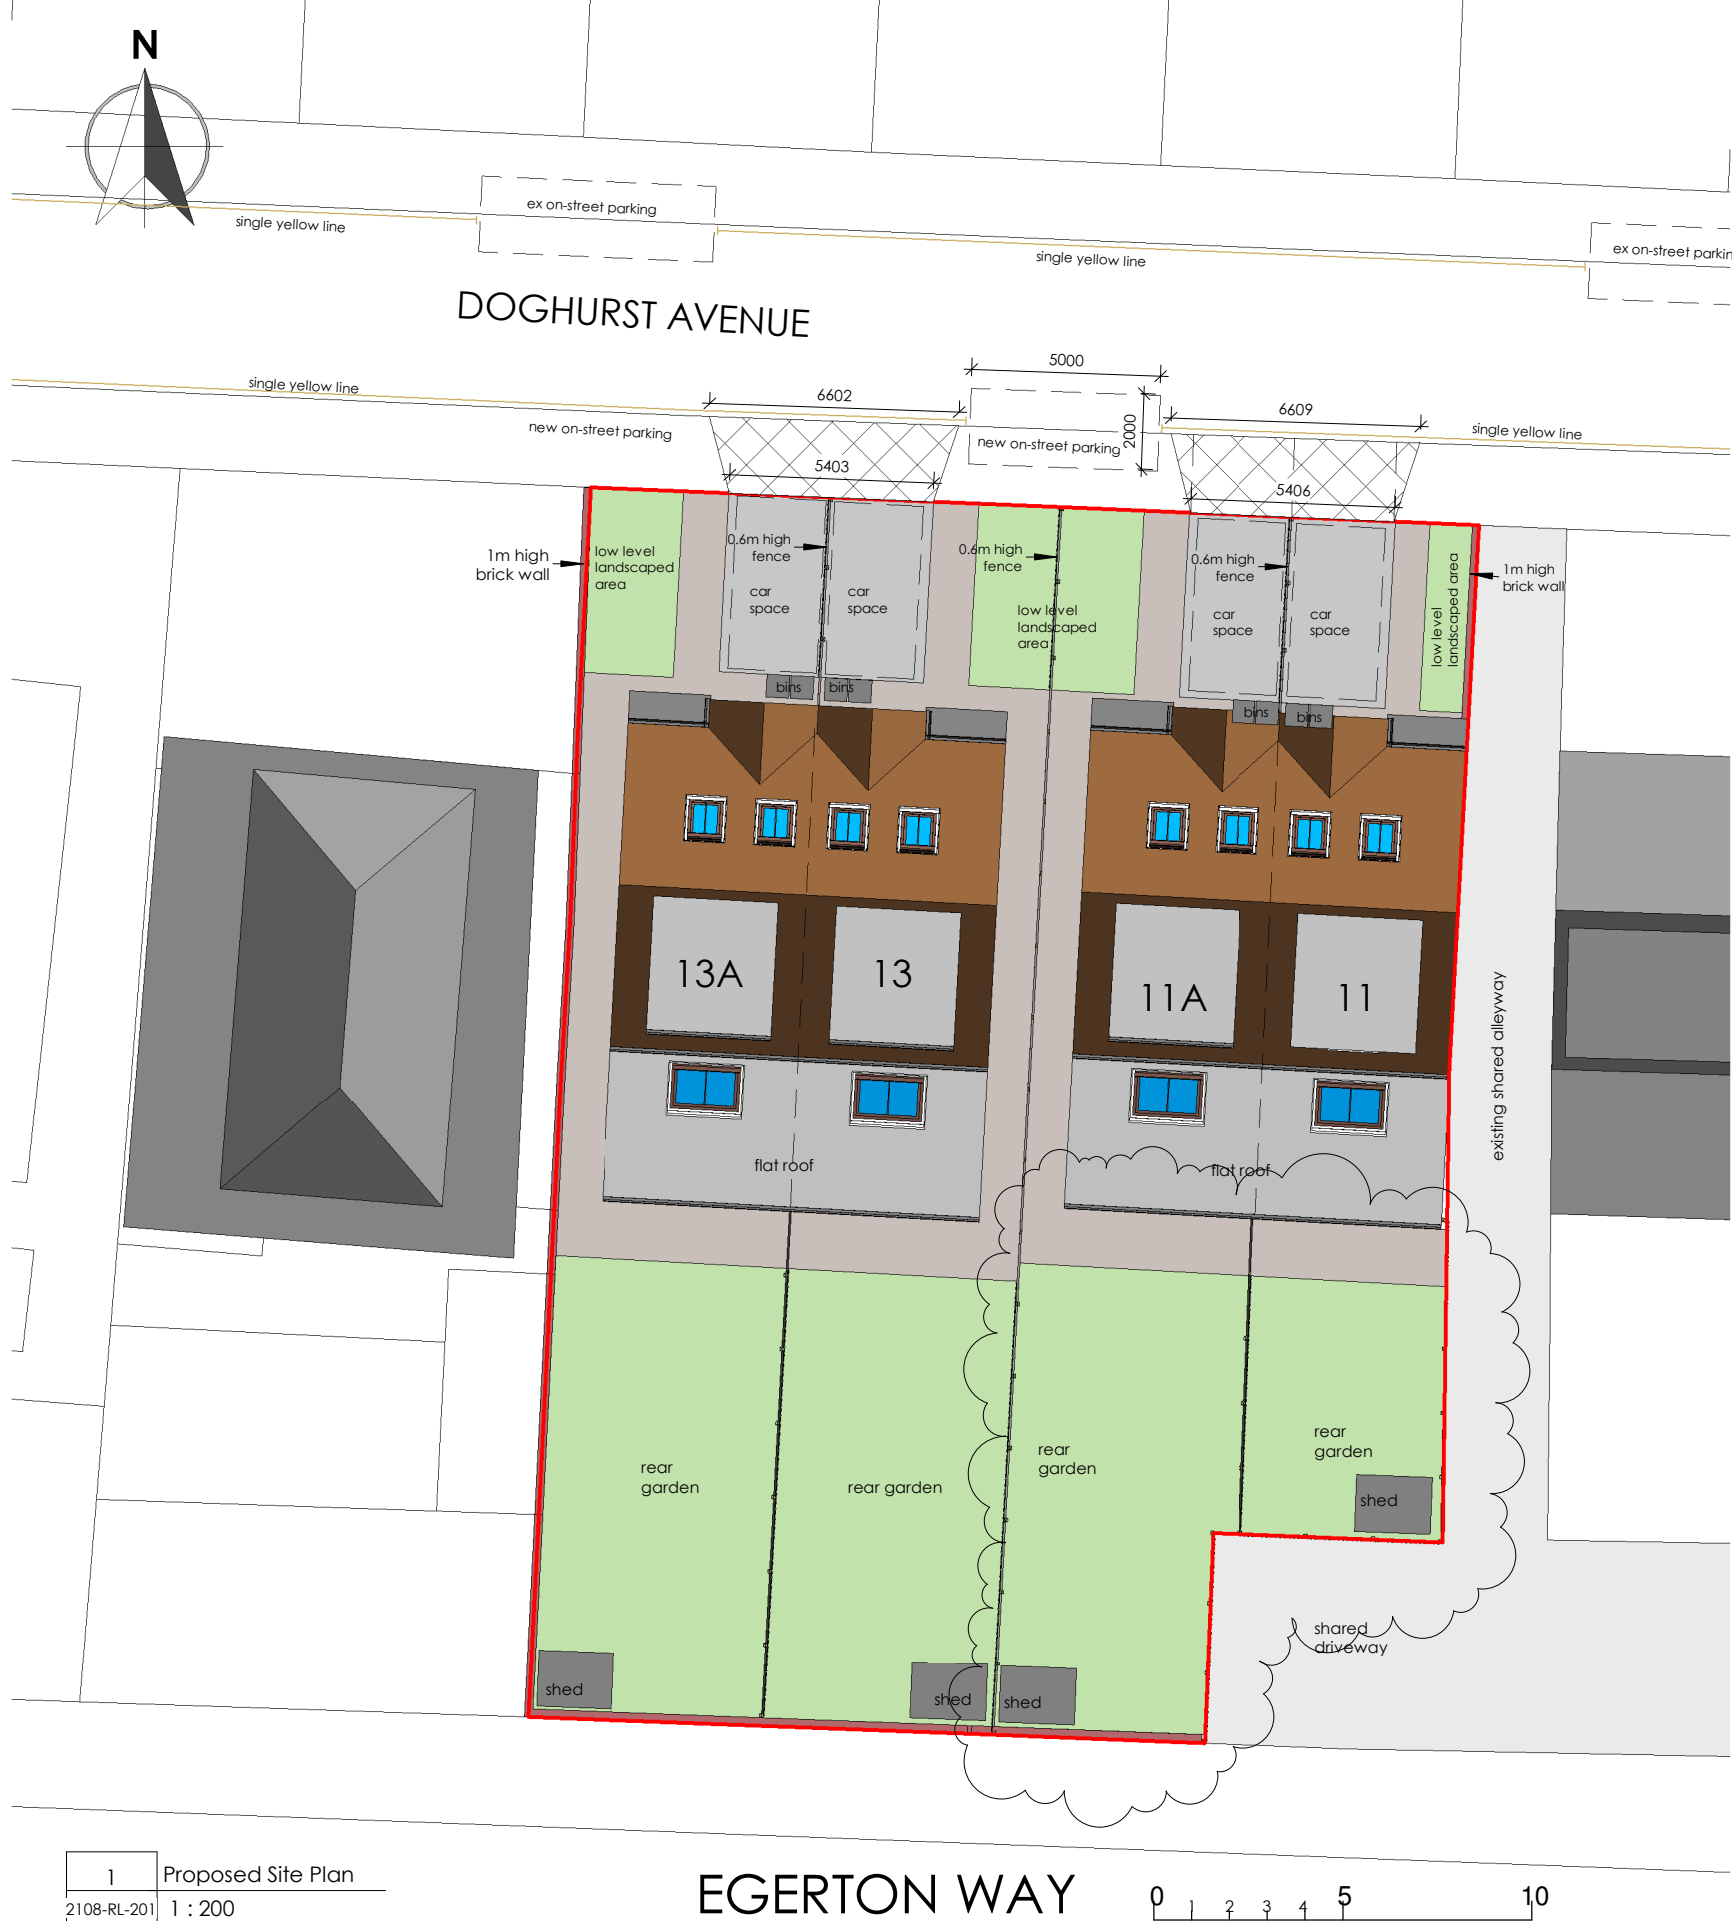 N
ex on-street parking
single yellow line
single yellow line
ex on-street parkin
DOGHURST AVENUE
5000
single yellow line
6602
6609
2000
new on-street parking
new on-street parking
single yellow line
5403
5406
1m high
brick wall
low level
landscaped
area
0.6m high
fence
car
space
car
space
0.6m high
fence
low level
landscaped
area
0.6m high
fence
car
space
car
space
low level
landscaped area
1m high
brick wall
bins
bins
bins
bins
13A
13
11A
11
existing shared alleyway
flat roof
flat roof
rear
garden
rear garden
rear
garden
rear
garden
shed
shed
shed
shed
shared
driveway
1
Proposed Site Plan
2108-RL-201
1 : 200
EGERTON WAY
0
1
2
3
4
5
10